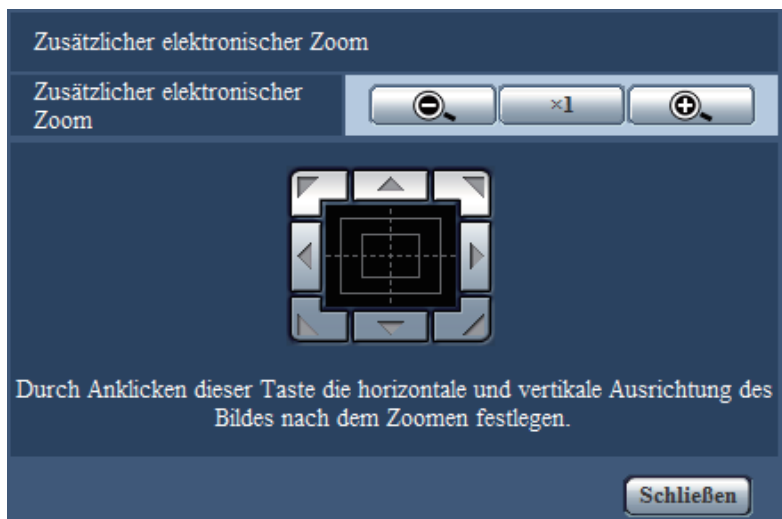 Zusätzlicher elektronischer Zoom
Zusätzlicher elektronischer
Zoom
×1
Durch Anklicken dieser Taste die horizontale und vertikale Ausrichtung des
Bildes nach dem Zoomen festlegen.
Schließen